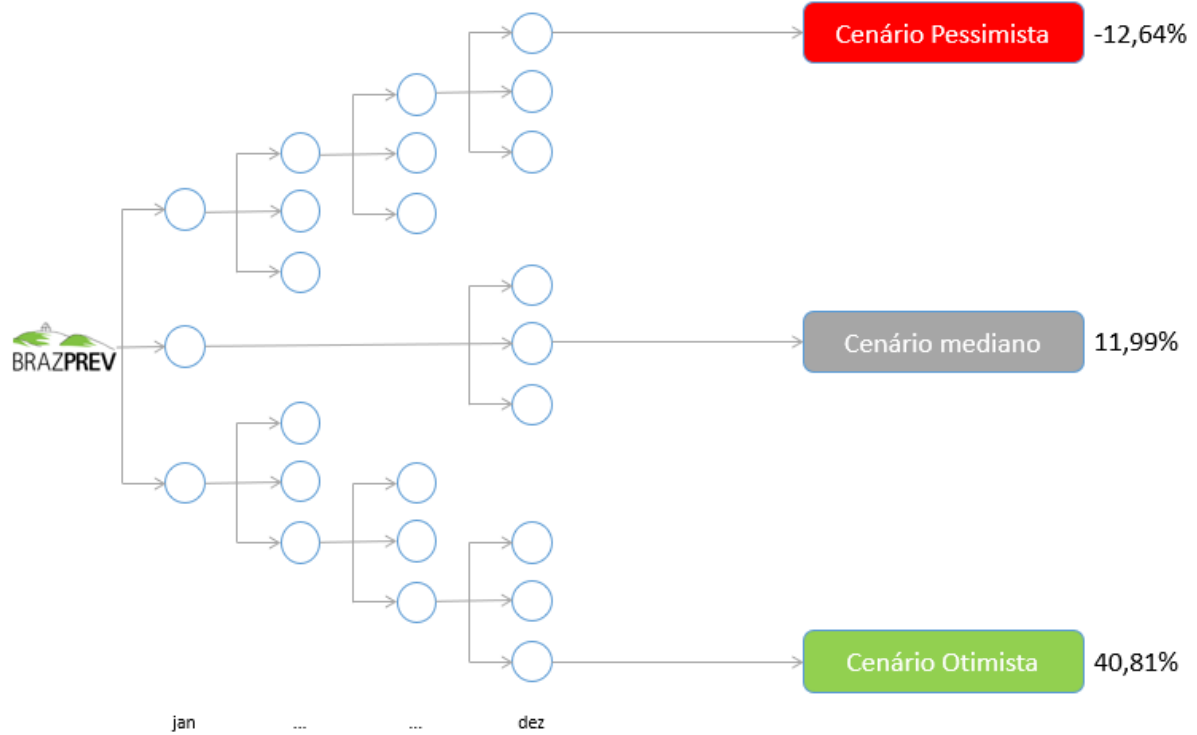 Cenário Pessimista -12,64%
BRAZPREV
Cenário mediano 11,99%
Cenário Otimista 40,81%
jan ... ... dez